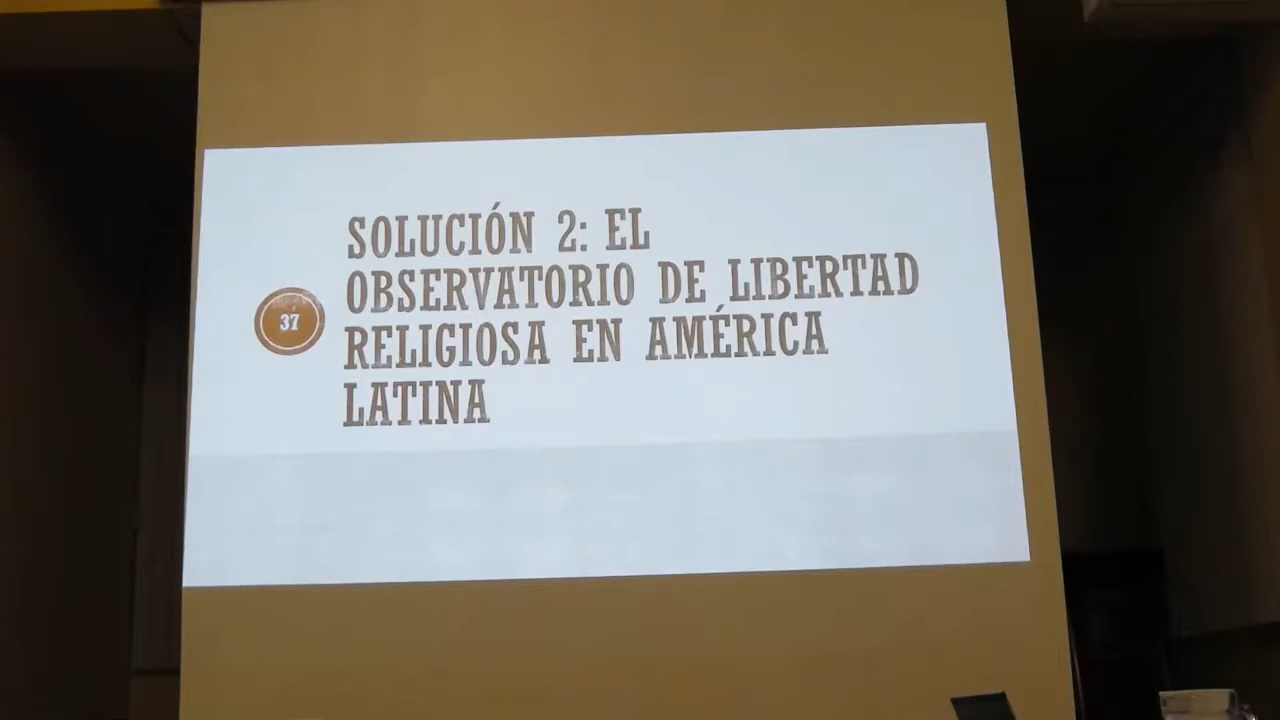 SOLUCIÓN 2: EL
OBSERVATORIO DE LIBERTAD
RELIGIOSA EN AMÉRICA
LATINA
37